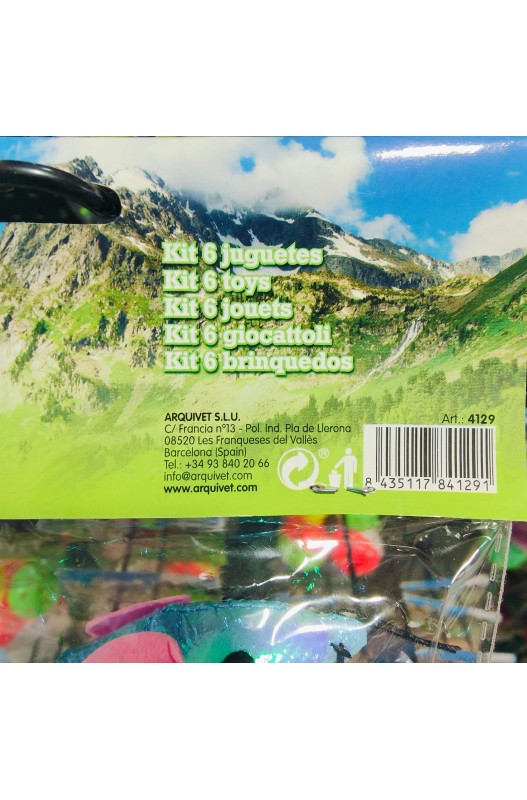 Kit 6 juguetes
Kit 6 toys
Kit 6 jouets
Kit 6 giocattoli
Kit 6 brinquedos
ARQUIVET S.L.U.
C/ Francia nº13 - Pol. Ind. Pla de Llerona
08520 Les Franqueses del Vallès
Barcelona (Spain)
Tel.: +34 93 840 20 66
info@arquivet.com
www.arquivet.com
®
Art.: 4129
8 435117 841291